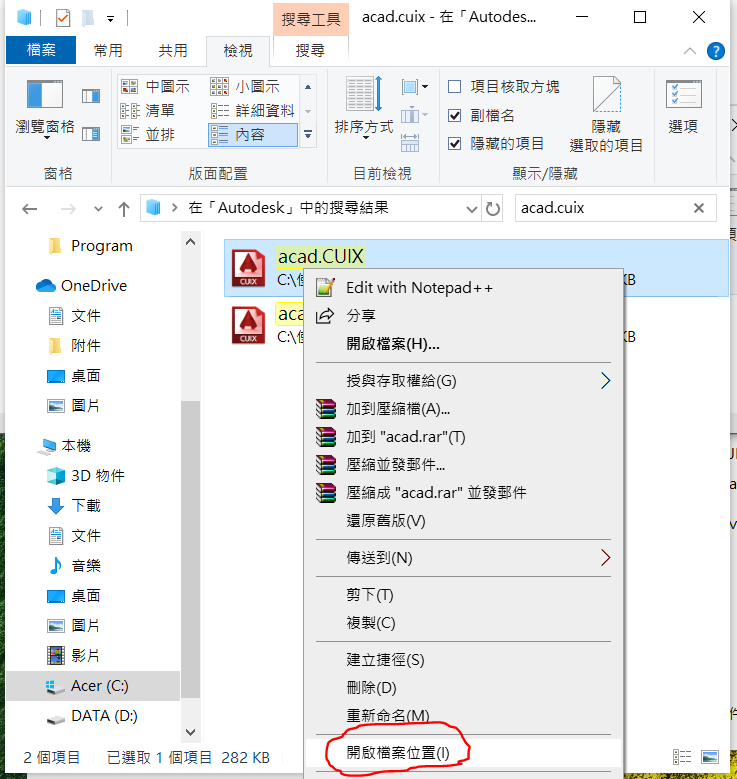 搜尋工具
acad.cuix - 在「Autodesk...
檔案 常用 共用 檢視 搜尋
瀏覽窗格
中圖示 小圖示
清單 詳細資料
並排 內容
排序方式
項目核取方塊
副檔名
隱藏的項目
隱藏
選取的項目
選項
窗格 版面配置 目前檢視 顯示/隱藏
在「Autodesk」中的搜尋結果
acad.cuix
Program
OneDrive
文件
附件
桌面
圖片
本機
3D 物件
下載
文件
音樂
桌面
圖片
影片
Acer (C:)
DATA (D:)
acad.CUIX
CUIX
CUIX
Edit with Notepad++
分享
開啟檔案(H)...
授與存取權給(G)
加到壓縮檔(A)...
加到 "acad.rar"(T)
壓縮並發郵件...
壓縮成 "acad.rar" 並發郵件
還原舊版(V)
傳送到(N)
剪下(T)
複製(C)
建立捷徑(S)
刪除(D)
重新命名(M)
開啟檔案位置(I)
2 個項目 已選取 1 個項目 282 KB